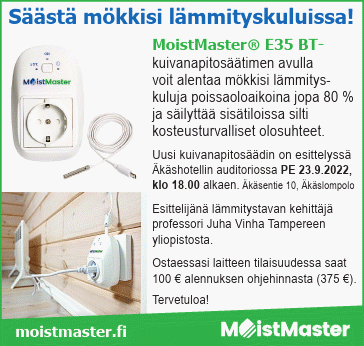 Säästä mökkisi lämmityskuluissa!
MoistMaster
MoistMaster® E35 BT-
kuivanapitosäätimen avulla
voit alentaa mökkisi lämmitys-
kuluja poissaoloaikoina jopa 80 %
ja säilyttää sisätiloissa silti
kosteusturvalliset olosuhteet.
Uusi kuivanapitosäädin on esittelyssä
Äkäshotellin auditoriossa PE 23.9.2022,
klo 18.00 alkaen. Äkäsentie 10, Äkäslompolo
Esittelijänä lämmitystavan kehittäjä
professori Juha Vinha Tampereen
yliopistosta.
Ostaessasi laitteen tilaisuudessa saat
100 € alennuksen ohjehinnasta (375 €).
Tervetuloa!
moistmaster.fi
MoistMaster